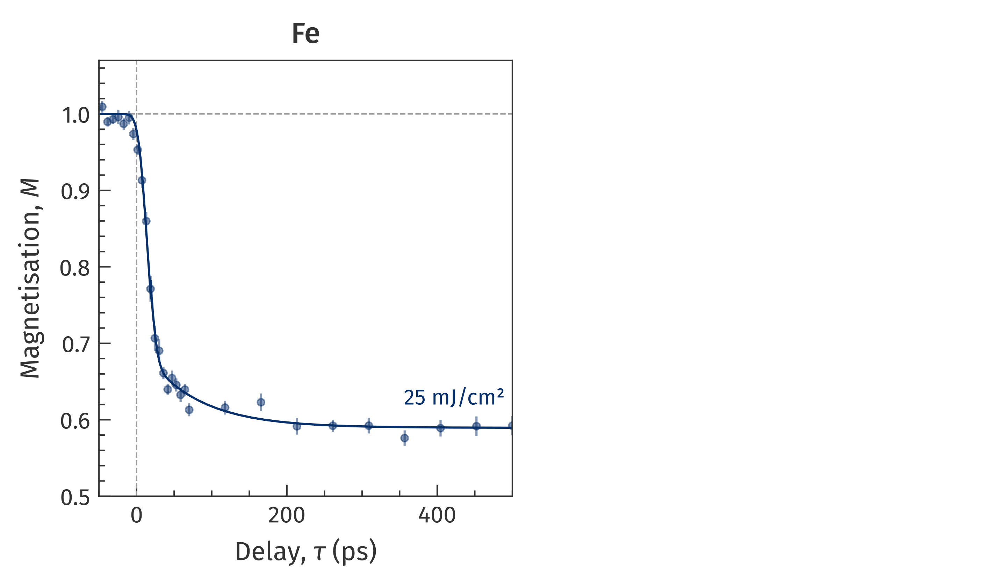 Fe
Magnetisation, M
1.0
0.9
0.8
0.7
0.6
0.5
25 mJ/cm²
0 200 400
Delay, τ (ps)